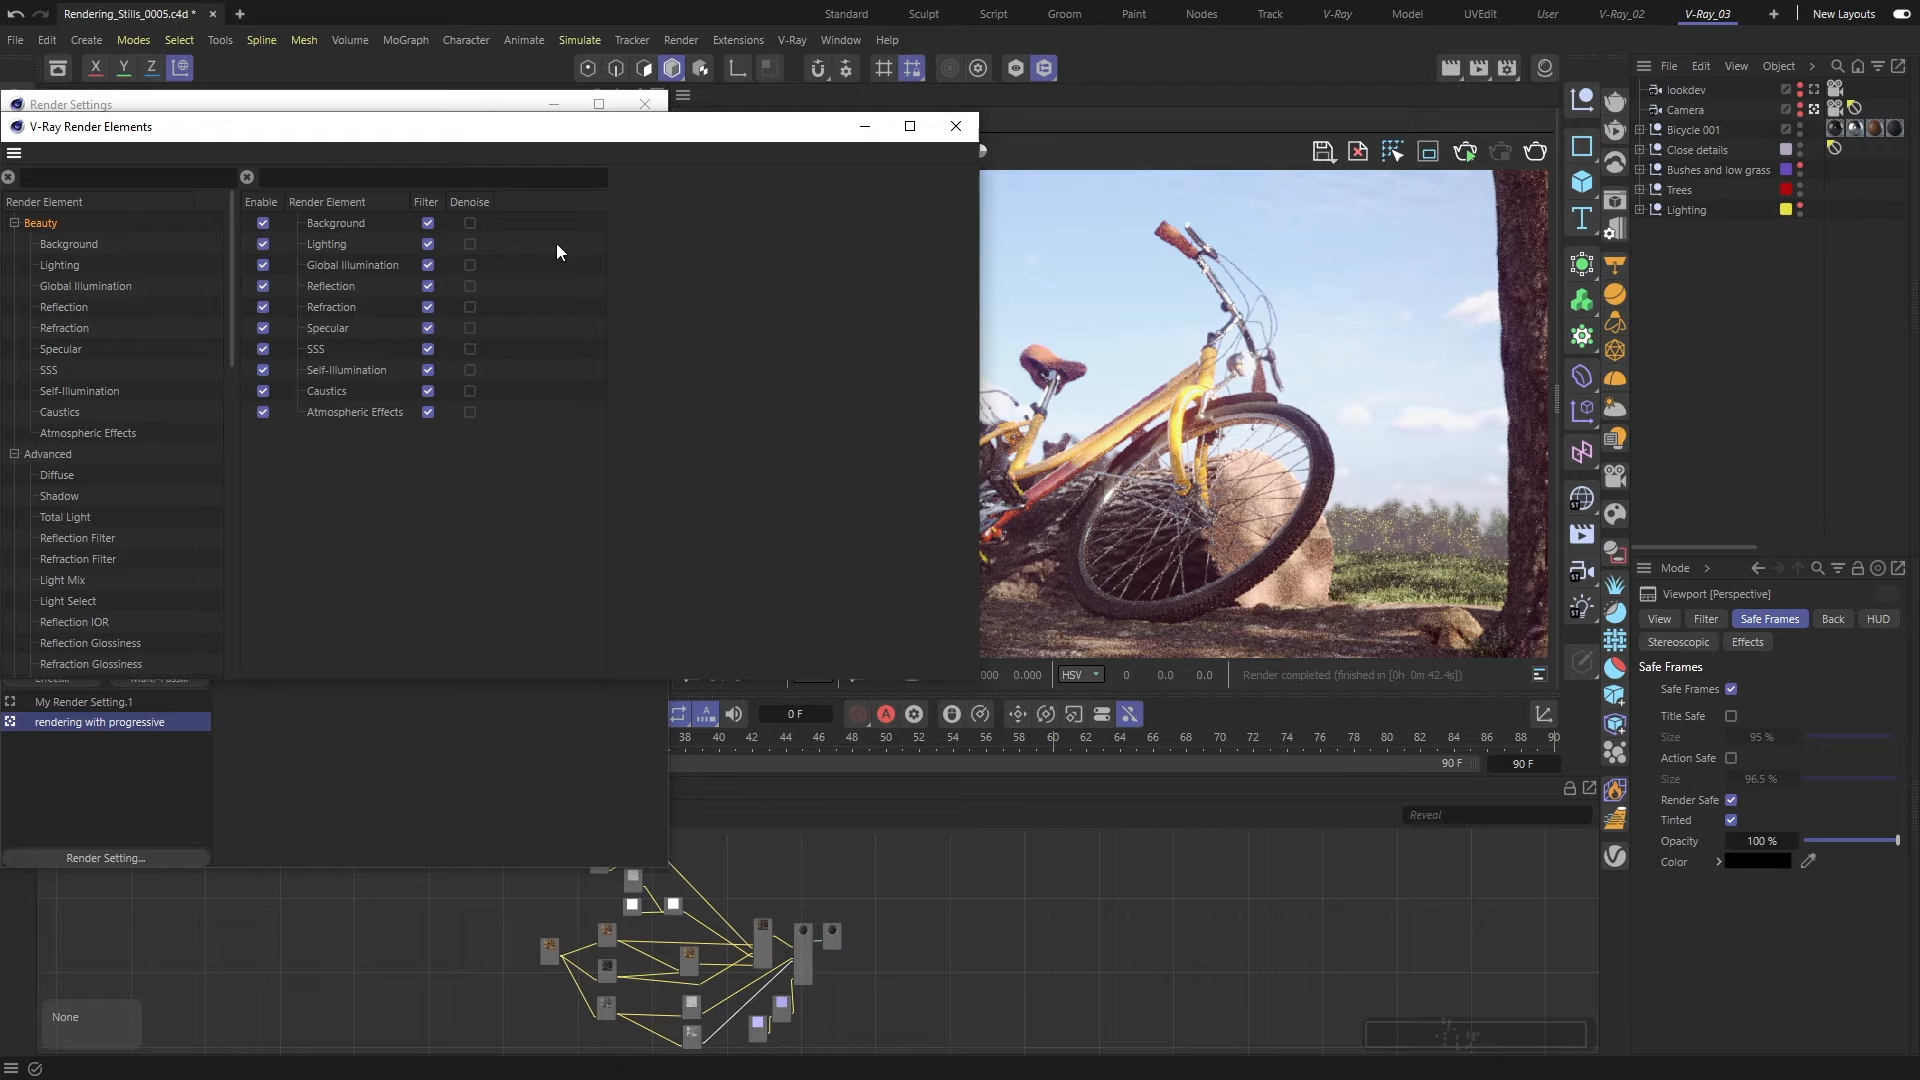 Rendering_Stills_0005.c4d *
Standard
Sculpt
Script
Groom
Paint
Nodes
Track
V-Ray
Model
UVEdit
User
V-Ray_02
V-Ray_03
New Layouts
File Edit Create Modes Select Tools Spline Mesh Volume MoGraph Character Animate Simulate Tracker Render Extensions V-Ray Window Help
X Y Z
File Edit View Object
Render Settings
V-Ray Render Elements
lookdev
Camera
Bicycle 001
Close details
Bushes and low grass
Trees
Lighting
Render Element
Beauty
Background
Lighting
Global Illumination
Reflection
Refraction
Specular
SSS
Self-Illumination
Caustics
Atmospheric Effects
Advanced
Diffuse
Shadow
Total Light
Reflection Filter
Refraction Filter
Light Mix
Light Select
Reflection IOR
Reflection Glossiness
Refraction Glossiness
Enable Render Element Filter Denoise
Background
Lighting
Global Illumination
Reflection
Refraction
Specular
SSS
Self-Illumination
Caustics
Atmospheric Effects
My Render Setting.1
rendering with progressive
Render Setting...
000 0.000 HSV 0 0.0 0.0 Render completed (finished in [0h 0m 42.4s])
0 F
38 40 42 44 46 48 50 52 54 56 58 60 62 64 66 68 70 72 74 76 78 80 82 84 86 88 90
90 F 90 F
Reveal
None
Mode
Viewport [Perspective]
View Filter Safe Frames Back HUD
Stereoscopic Effects
Safe Frames
Safe Frames
Title Safe
Size 95 %
Action Safe
Size 96.5 %
Render Safe
Tinted
Opacity 100 %
Color